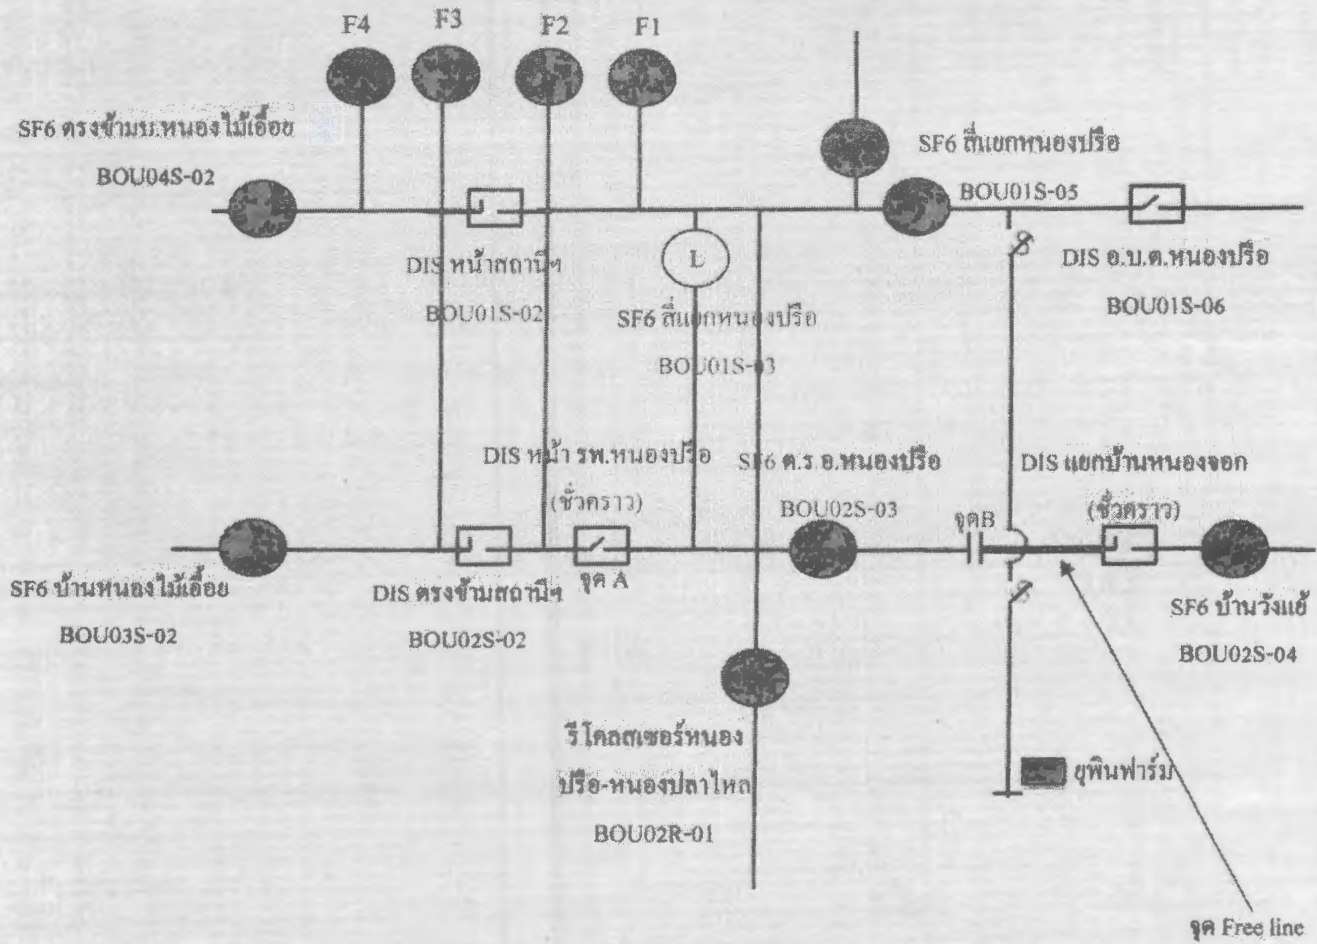 F4
F3
F2
F1
SF6 ตรงข้ามบ.หนองไม้เอื้อย
BOU04S-02
SF6 สี่แยกหนองปรือ
BOU01S-05
DIS หน้าสถานีฯ
BOU01S-02
L
SF6 สี่แยกหนองปรือ
BOU01S-03
DIS อ.บ.ต.หนองปรือ
BOU01S-06
DIS หน้า รพ.หนองปรือ
(ชั่วคราว)
SF6 ต.ร.อ.หนองปรือ
BOU02S-03
DIS แยกบ้านหนองจอก
(ชั่วคราว)
จุดB
SF6 บ้านหนองไม้เอื้อย
BOU03S-02
DIS ตรงข้ามสถานีฯ
BOU02S-02
จุด A
SF6 บ้านวังแย้
BOU02S-04
รีโคลสเซอร์หนอง
ปรือ-หนองปลาไหล
BOU02R-01
ยุพินฟาร์ม
จุด Free line